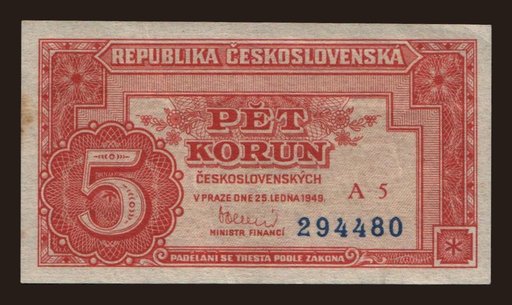 REPUBLIKA ČESKOSLOVENSKÁ
PĚT
KORUN
ČESKOSLOVENSKÝCH
V PRAZE DNE 25. LEDNA 1949.
A 5
5
MINISTR FINANCÍ
294480
PADĚLÁNÍ SE TRESTÁ PODLE ZÁKONA